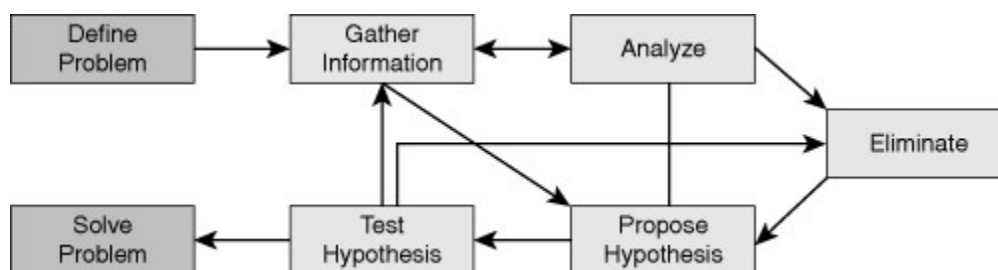 Define
Problem
Gather
Information
Analyze
Eliminate
Solve
Problem
Test
Hypothesis
Propose
Hypothesis